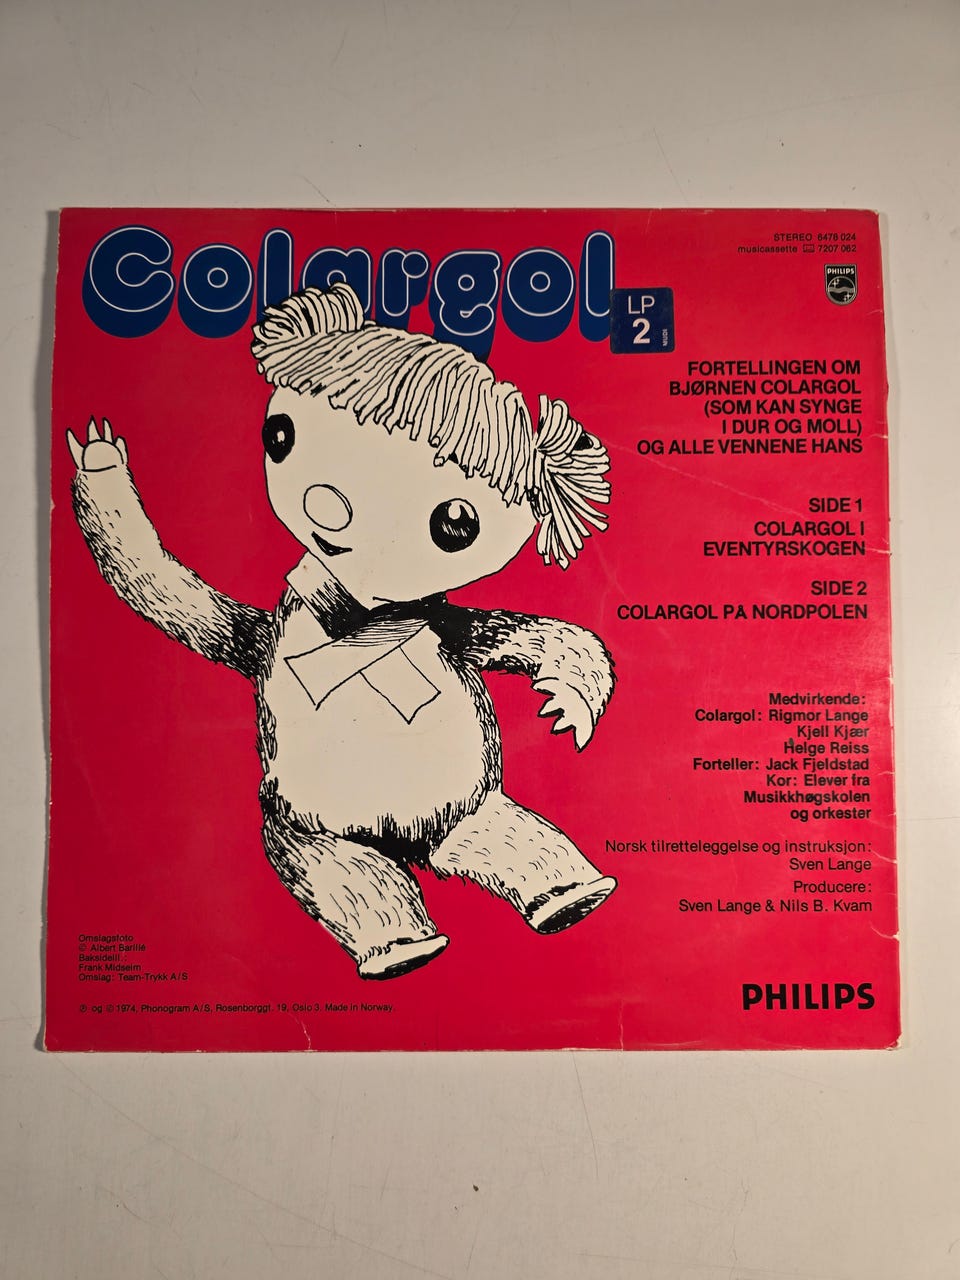 Colargol
STEREO 6478 024
musicassette 7207 062
PHILIPS
LP
2
MUDI
FORTELLINGEN OM
BJØRNEN COLARGOL
(SOM KAN SYNGE
I DUR OG MOLL)
OG ALLE VENNENE HANS
SIDE 1
COLARGOL I
EVENTYRSKOGEN
SIDE 2
COLARGOL PÅ NORDPOLEN
Medvirkende:
Colargol: Rigmor Lange
Kjell Kjær
Helge Reiss
Forteller: Jack Fjeldstad
Kor: Elever fra
Musikkhøgskolen
og orkester
Norsk tilretteleggelse og instruksjon:
Sven Lange
Producere:
Sven Lange & Nils B. Kvam
Omslagsfoto
© Albert Barillé
Baksideill.:
Frank Midseim
Omslag: Team-Trykk A/S
℗ og © 1974, Phonogram A/S, Rosenborggt. 19, Oslo 3. Made in Norway.
PHILIPS